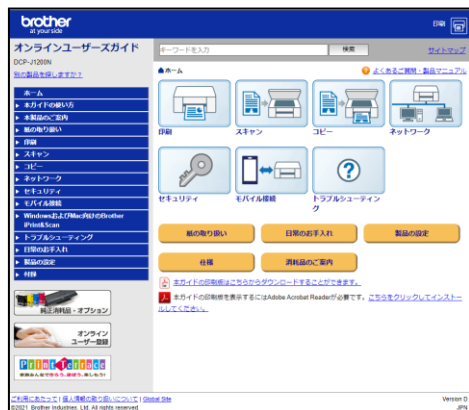 brother
at your side
印刷
オンラインユーザーズガイド
DCP-J1200N
別の製品を探しますか?
キーワードを入力
検索
サイトマップ
ホーム
よくあるご質問・製品マニュアル
ホーム
本ガイドの使い方
本製品のご案内
紙の取り扱い
印刷
スキャン
コピー
ネットワーク
セキュリティ
モバイル接続
WindowsおよびMac向けのBrother
iPrint&Scan
トラブルシューティング
日常のお手入れ
製品の設定
付録
印刷
スキャン
コピー
ネットワーク
セキュリティ
モバイル接続
トラブルシューティン
グ
紙の取り扱い
日常のお手入れ
製品の設定
仕様
消耗品のご案内
本ガイドの印刷版はこちらからダウンロードすることができます。
本ガイドの印刷版を表示するにはAdobe Acrobat Readerが必要です。こちらをクリックしてインストー
ルしてください。
純正消耗品・オプション
オンライン
ユーザー登録
Print Terrace
ご利用にあたって | 個人情報の取り扱いについて | Global Site
©2021 Brother Industries, Ltd. All rights reserved.
Version 0
JPN